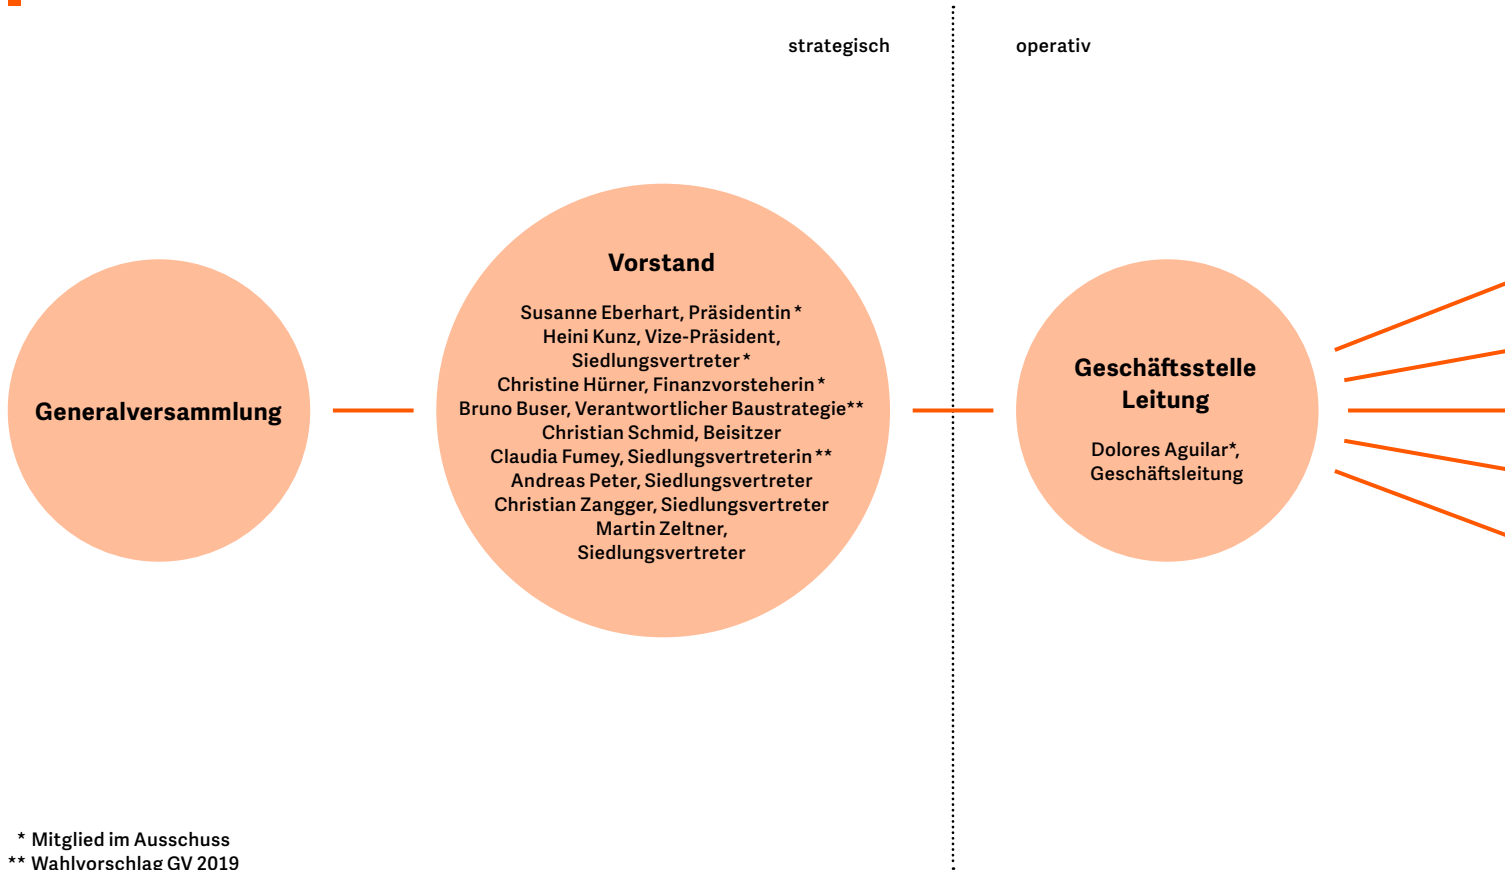 strategisch
operativ
Generalversammlung
Vorstand
Susanne Eberhart, Präsidentin*
Heini Kunz, Vize-Präsident,
Siedlungsvertreter*
Christine Hürner, Finanzvorsteherin*
Bruno Buser, Verantwortlicher Baustrategie**
Christian Schmid, Beisitzer
Claudia Fumey, Siedlungsvertreterin**
Andreas Peter, Siedlungsvertreter
Christian Zangger, Siedlungsvertreter
Martin Zeltner,
Siedlungsvertreter
Geschäftsstelle
Leitung
Dolores Aguilar*,
Geschäftsleitung
* Mitglied im Ausschuss
** Wahlvorschlag GV 2019